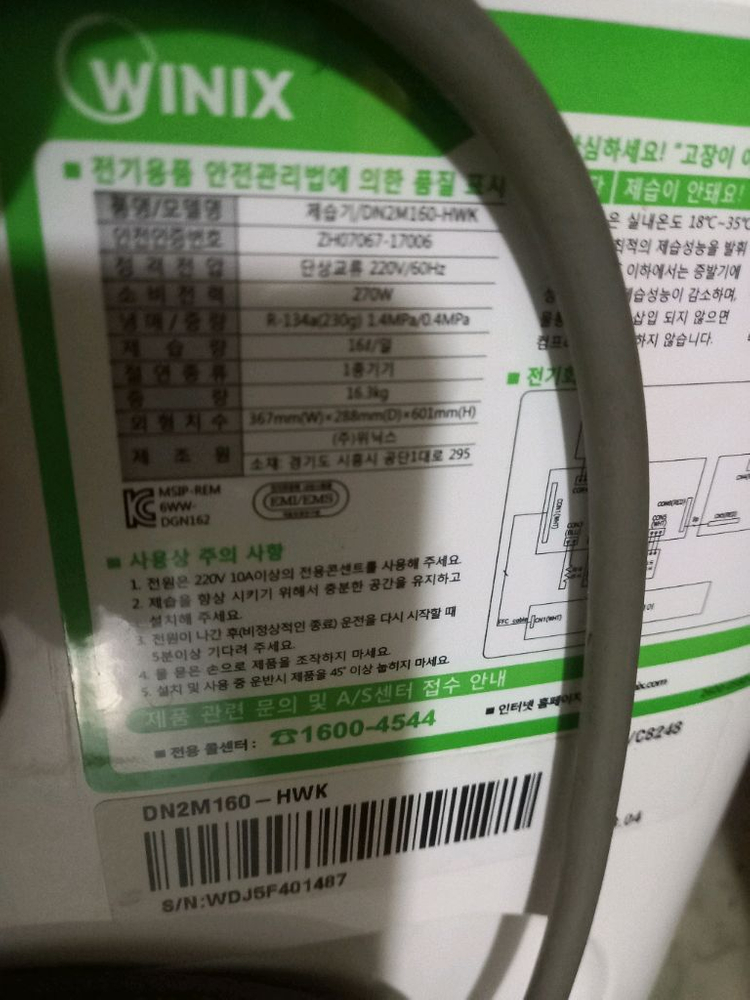 WINIX
■ 전기용품 안전관리법에 의한 품질 표시
품명/모델명 제습기/DN2M160-HWK
안전인증번호 ZH07067-17006
정격전압 단상교류 220V/60Hz
소비전력 270W
냉매/중량 R-134a(230g) 1.4MPa/0.4MPa
제습량 16ℓ/일
절연종류 1종기기
중량 16.3kg
외형치수 367mm(W)×288mm(D)×601mm(H)
제조원 (주)위닉스
소재: 경기도 시흥시 공단1대로 295
MSIP-REM
6WW-
DGN162
EMI/EMS
■ 사용상 주의 사항
1. 전원은 220V 10A이상의 전용콘센트를 사용해 주세요.
2. 제습을 향상 시키기 위해서 충분한 공간을 유지하고
설치해 주세요.
3. 전원이 나간 후(비정상적인 종료) 운전을 다시 시작할 때
5분이상 기다려 주세요.
4. 물 묻은 손으로 제품을 조작하지 마세요.
5. 설치 및 사용 중 운반시 제품을 45° 이상 눕히지 마세요.
제품 관련 문의 및 A/S센터 접수 안내
■ 전용 콜센터 : ☎1600-4544
■ 인터넷 홈페이
.com
심하세요! "고장이
제습이 안돼요!
은 실내온도 18℃~35℃
적의 제습성능을 발휘
이하에서는 증발기에
제습성능이 감소하며,
삽입 되지 않으면
하지 않습니다.
■ 전기회
CON1(WHT)
FFC cable
CN1(WHT)
/C8248
.04
DN2M160-HWK
S/N:WDJ5F401487